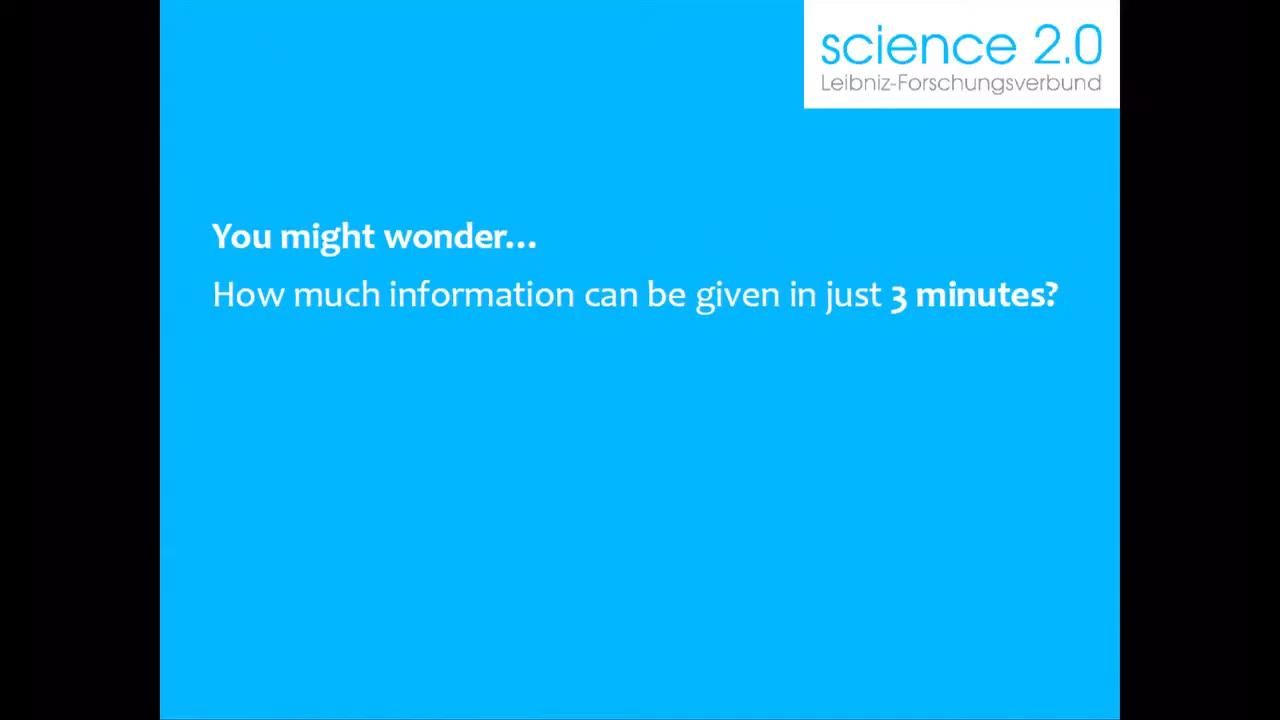 science 2.0
Leibniz-Forschungsverbund
You might wonder...
How much information can be given in just 3 minutes?